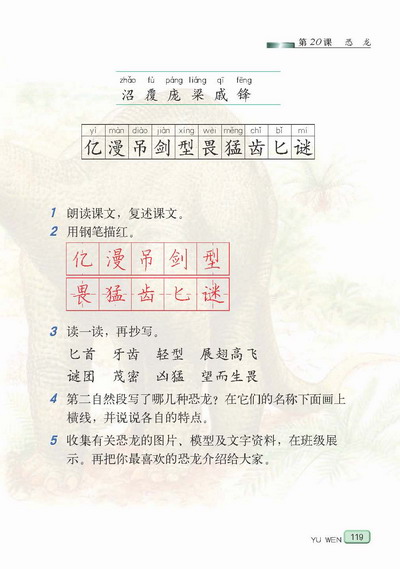 第20课 恐龙
zhǎo fù páng liáng qī fēng
沼 覆 庞 梁 戚 锋
yì màn diào jiàn xíng wèi měng chǐ bǐ mí
亿 漫 吊 剑 型 畏 猛 齿 匕 谜
1 朗读课文，复述课文。
2 用钢笔描红。
亿 漫 吊 剑 型
畏 猛 齿 匕 谜
3 读一读，再抄写。
匕首 牙齿 轻型 展翅高飞
谜团 茂密 凶猛 望而生畏
4 第二自然段写了哪几种恐龙？在它们的名称下面画上
横线，并说说各自的特点。
5 收集有关恐龙的图片、模型及文字资料，在班级展
示。再把你最喜欢的恐龙介绍给大家。
YU WEN 119